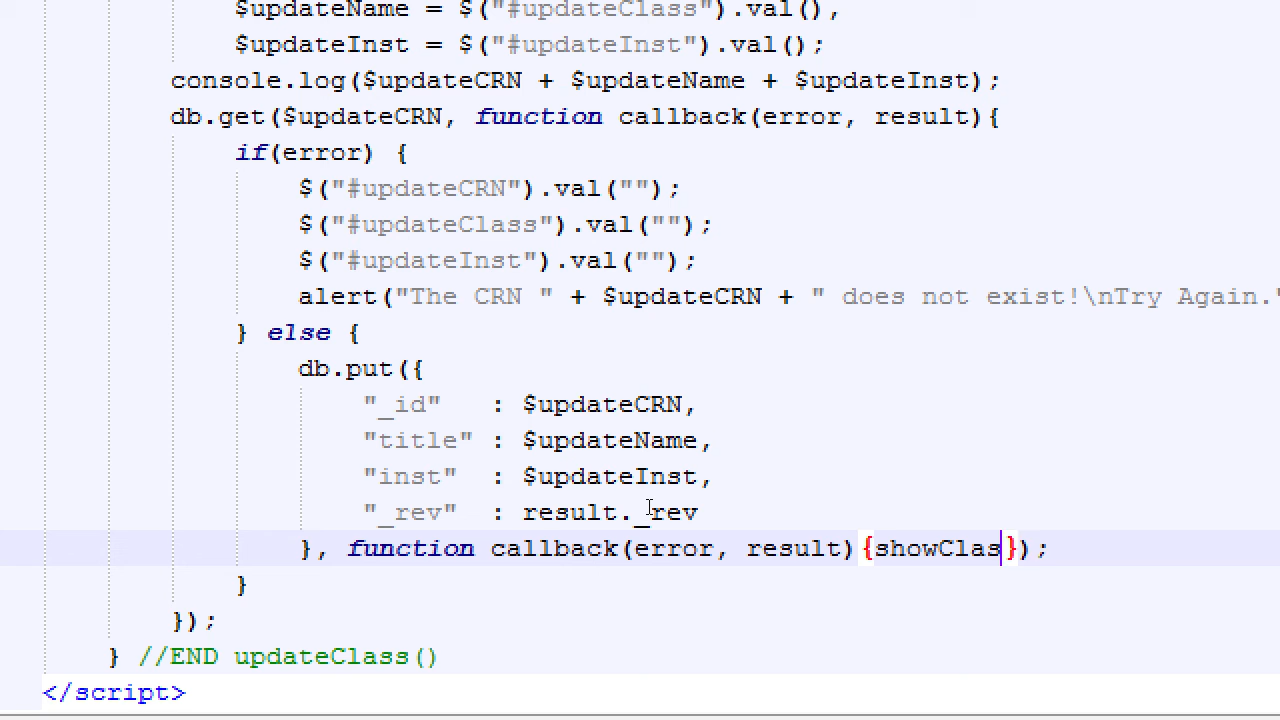 $updateName = $("#updateClass").val(),
$updateInst = $("#updateInst").val();
console.log($updateCRN + $updateName + $updateInst);
db.get($updateCRN, function callback(error, result){
if(error) {
$("#updateCRN").val("");
$("#updateClass").val("");
$("#updateInst").val("");
alert("The CRN " + $updateCRN + " does not exist!\nTry Again."
} else {
db.put({
"_id" : $updateCRN,
"title" : $updateName,
"inst" : $updateInst,
"_rev" : result._rev
}, function callback(error, result){showClas});
}
});
} //END updateClass()
</script>